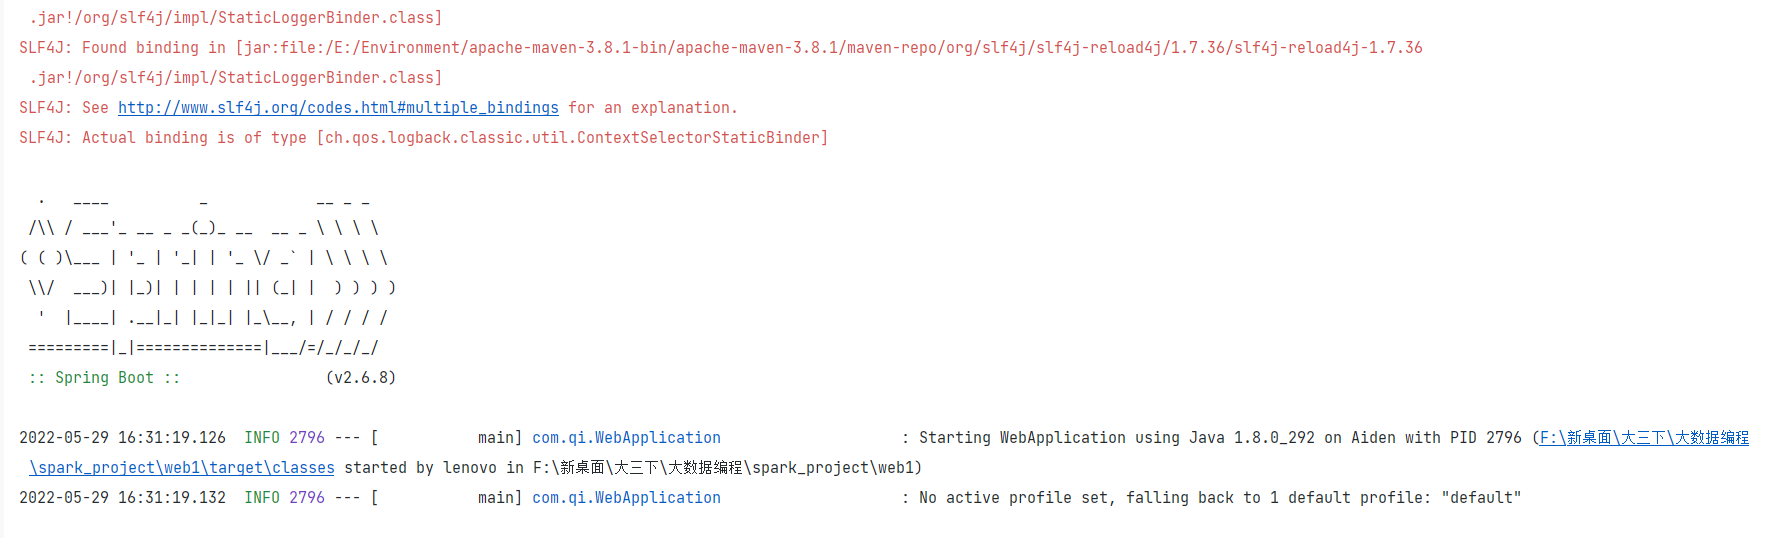 .jar!/org/slf4j/impl/StaticLoggerBinder.class]
SLF4J: Found binding in [jar:file:/E:/Environment/apache-maven-3.8.1-bin/apache-maven-3.8.1/maven-repo/org/slf4j/slf4j-reload4j/1.7.36/slf4j-reload4j-1.7.36
.jar!/org/slf4j/impl/StaticLoggerBinder.class]
SLF4J: See http://www.slf4j.org/codes.html#multiple_bindings for an explanation.
SLF4J: Actual binding is of type [ch.qos.logback.classic.util.ContextSelectorStaticBinder]

  .   ____          _            __ _ _
 /\\ / ___'_ __ _ _(_)_ __  __ _ \ \ \ \
( ( )\___ | '_ | '_| | '_ \/ _` | \ \ \ \
 \\/  ___)| |_)| | | | | || (_| |  ) ) ) )
  '  |____| .__|_| |_|_| |_\__, | / / / /
 =========|_|==============|___/=/_/_/_/
 :: Spring Boot ::                (v2.6.8)

2022-05-29 16:31:19.126  INFO 2796 --- [           main] com.qi.WebApplication                    : Starting WebApplication using Java 1.8.0_292 on Aiden with PID 2796 (F:\新桌面\大三下\大数据编程
\spark_project\web1\target\classes started by lenovo in F:\新桌面\大三下\大数据编程\spark_project\web1)
2022-05-29 16:31:19.132  INFO 2796 --- [           main] com.qi.WebApplication                    : No active profile set, falling back to 1 default profile: "default"